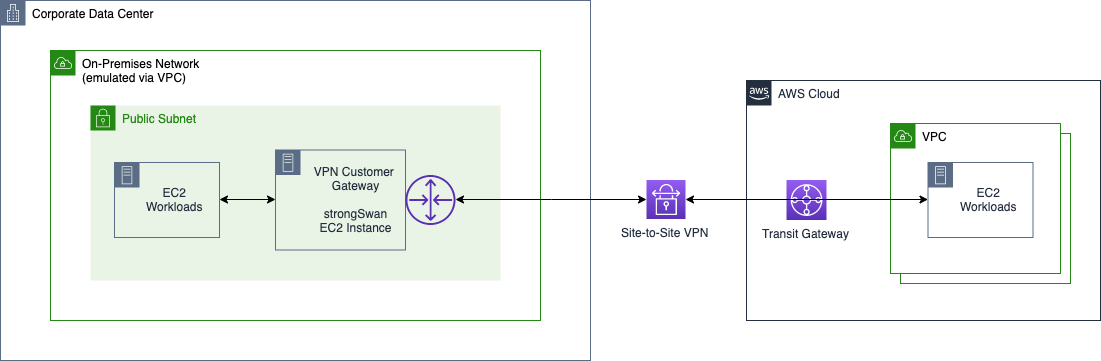 Corporate Data Center
On-Premises Network
(emulated via VPC)
Public Subnet
EC2
Workloads
VPN Customer
Gateway
strongSwan
EC2 Instance
Site-to-Site VPN
aws
AWS Cloud
Transit Gateway
VPC
EC2
Workloads